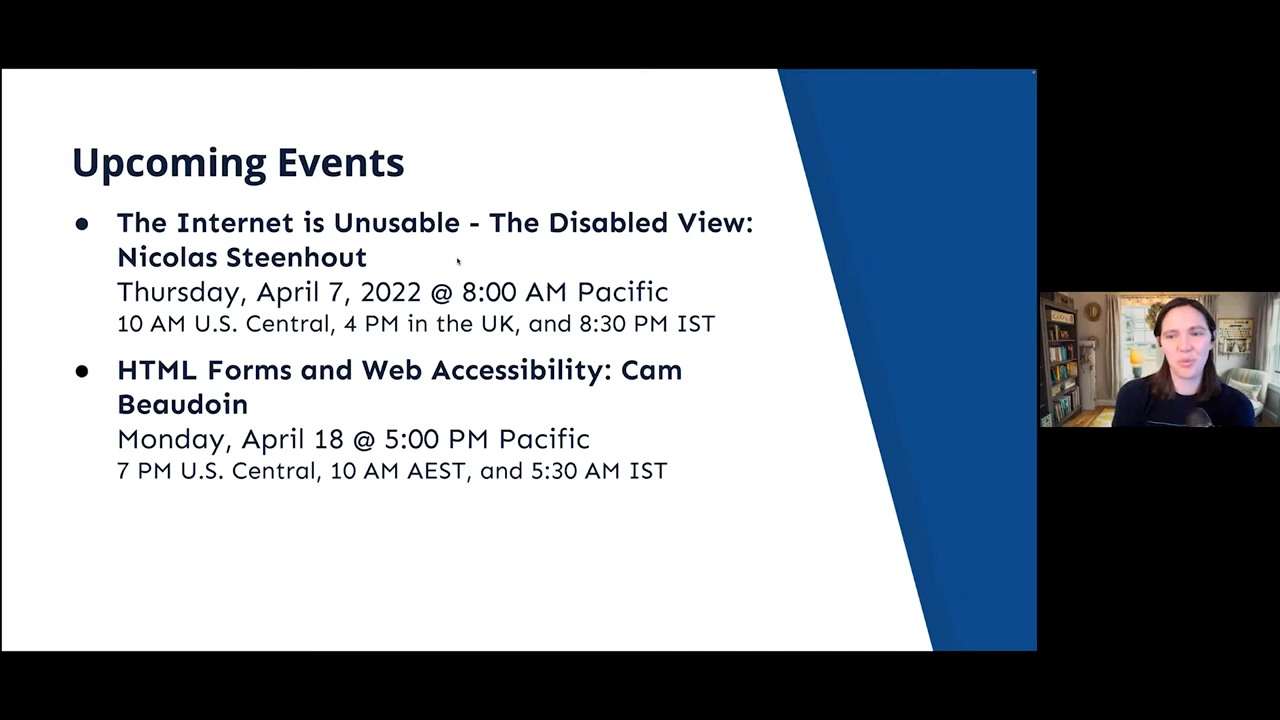 Upcoming Events
● The Internet is Unusable - The Disabled View:
Nicolas Steenhout
Thursday, April 7, 2022 @ 8:00 AM Pacific
10 AM U.S. Central, 4 PM in the UK, and 8:30 PM IST
● HTML Forms and Web Accessibility: Cam
Beaudoin
Monday, April 18 @ 5:00 PM Pacific
7 PM U.S. Central, 10 AM AEST, and 5:30 AM IST